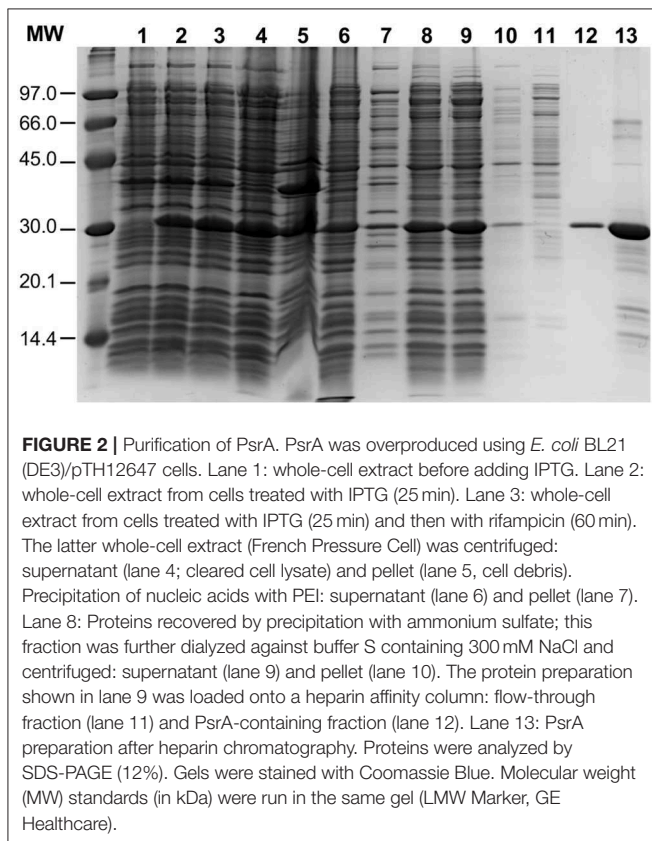 MW 1 2 3 4 5 6 7 8 9 10 11 12 13
97.0
66.0
45.0
30.0
20.1
14.4
FIGURE 2 | Purification of PsrA. PsrA was overproduced using E. coli BL21
(DE3)/pTH12647 cells. Lane 1: whole-cell extract before adding IPTG. Lane 2:
whole-cell extract from cells treated with IPTG (25 min). Lane 3: whole-cell
extract from cells treated with IPTG (25 min) and then with rifampicin (60 min).
The latter whole-cell extract (French Pressure Cell) was centrifuged:
supernatant (lane 4; cleared cell lysate) and pellet (lane 5, cell debris).
Precipitation of nucleic acids with PEI: supernatant (lane 6) and pellet (lane 7).
Lane 8: Proteins recovered by precipitation with ammonium sulfate; this
fraction was further dialyzed against buffer S containing 300 mM NaCl and
centrifuged: supernatant (lane 9) and pellet (lane 10). The protein preparation
shown in lane 9 was loaded onto a heparin affinity column: flow-through
fraction (lane 11) and PsrA-containing fraction (lane 12). Lane 13: PsrA
preparation after heparin chromatography. Proteins were analyzed by
SDS-PAGE (12%). Gels were stained with Coomassie Blue. Molecular weight
(MW) standards (in kDa) were run in the same gel (LMW Marker, GE
Healthcare).